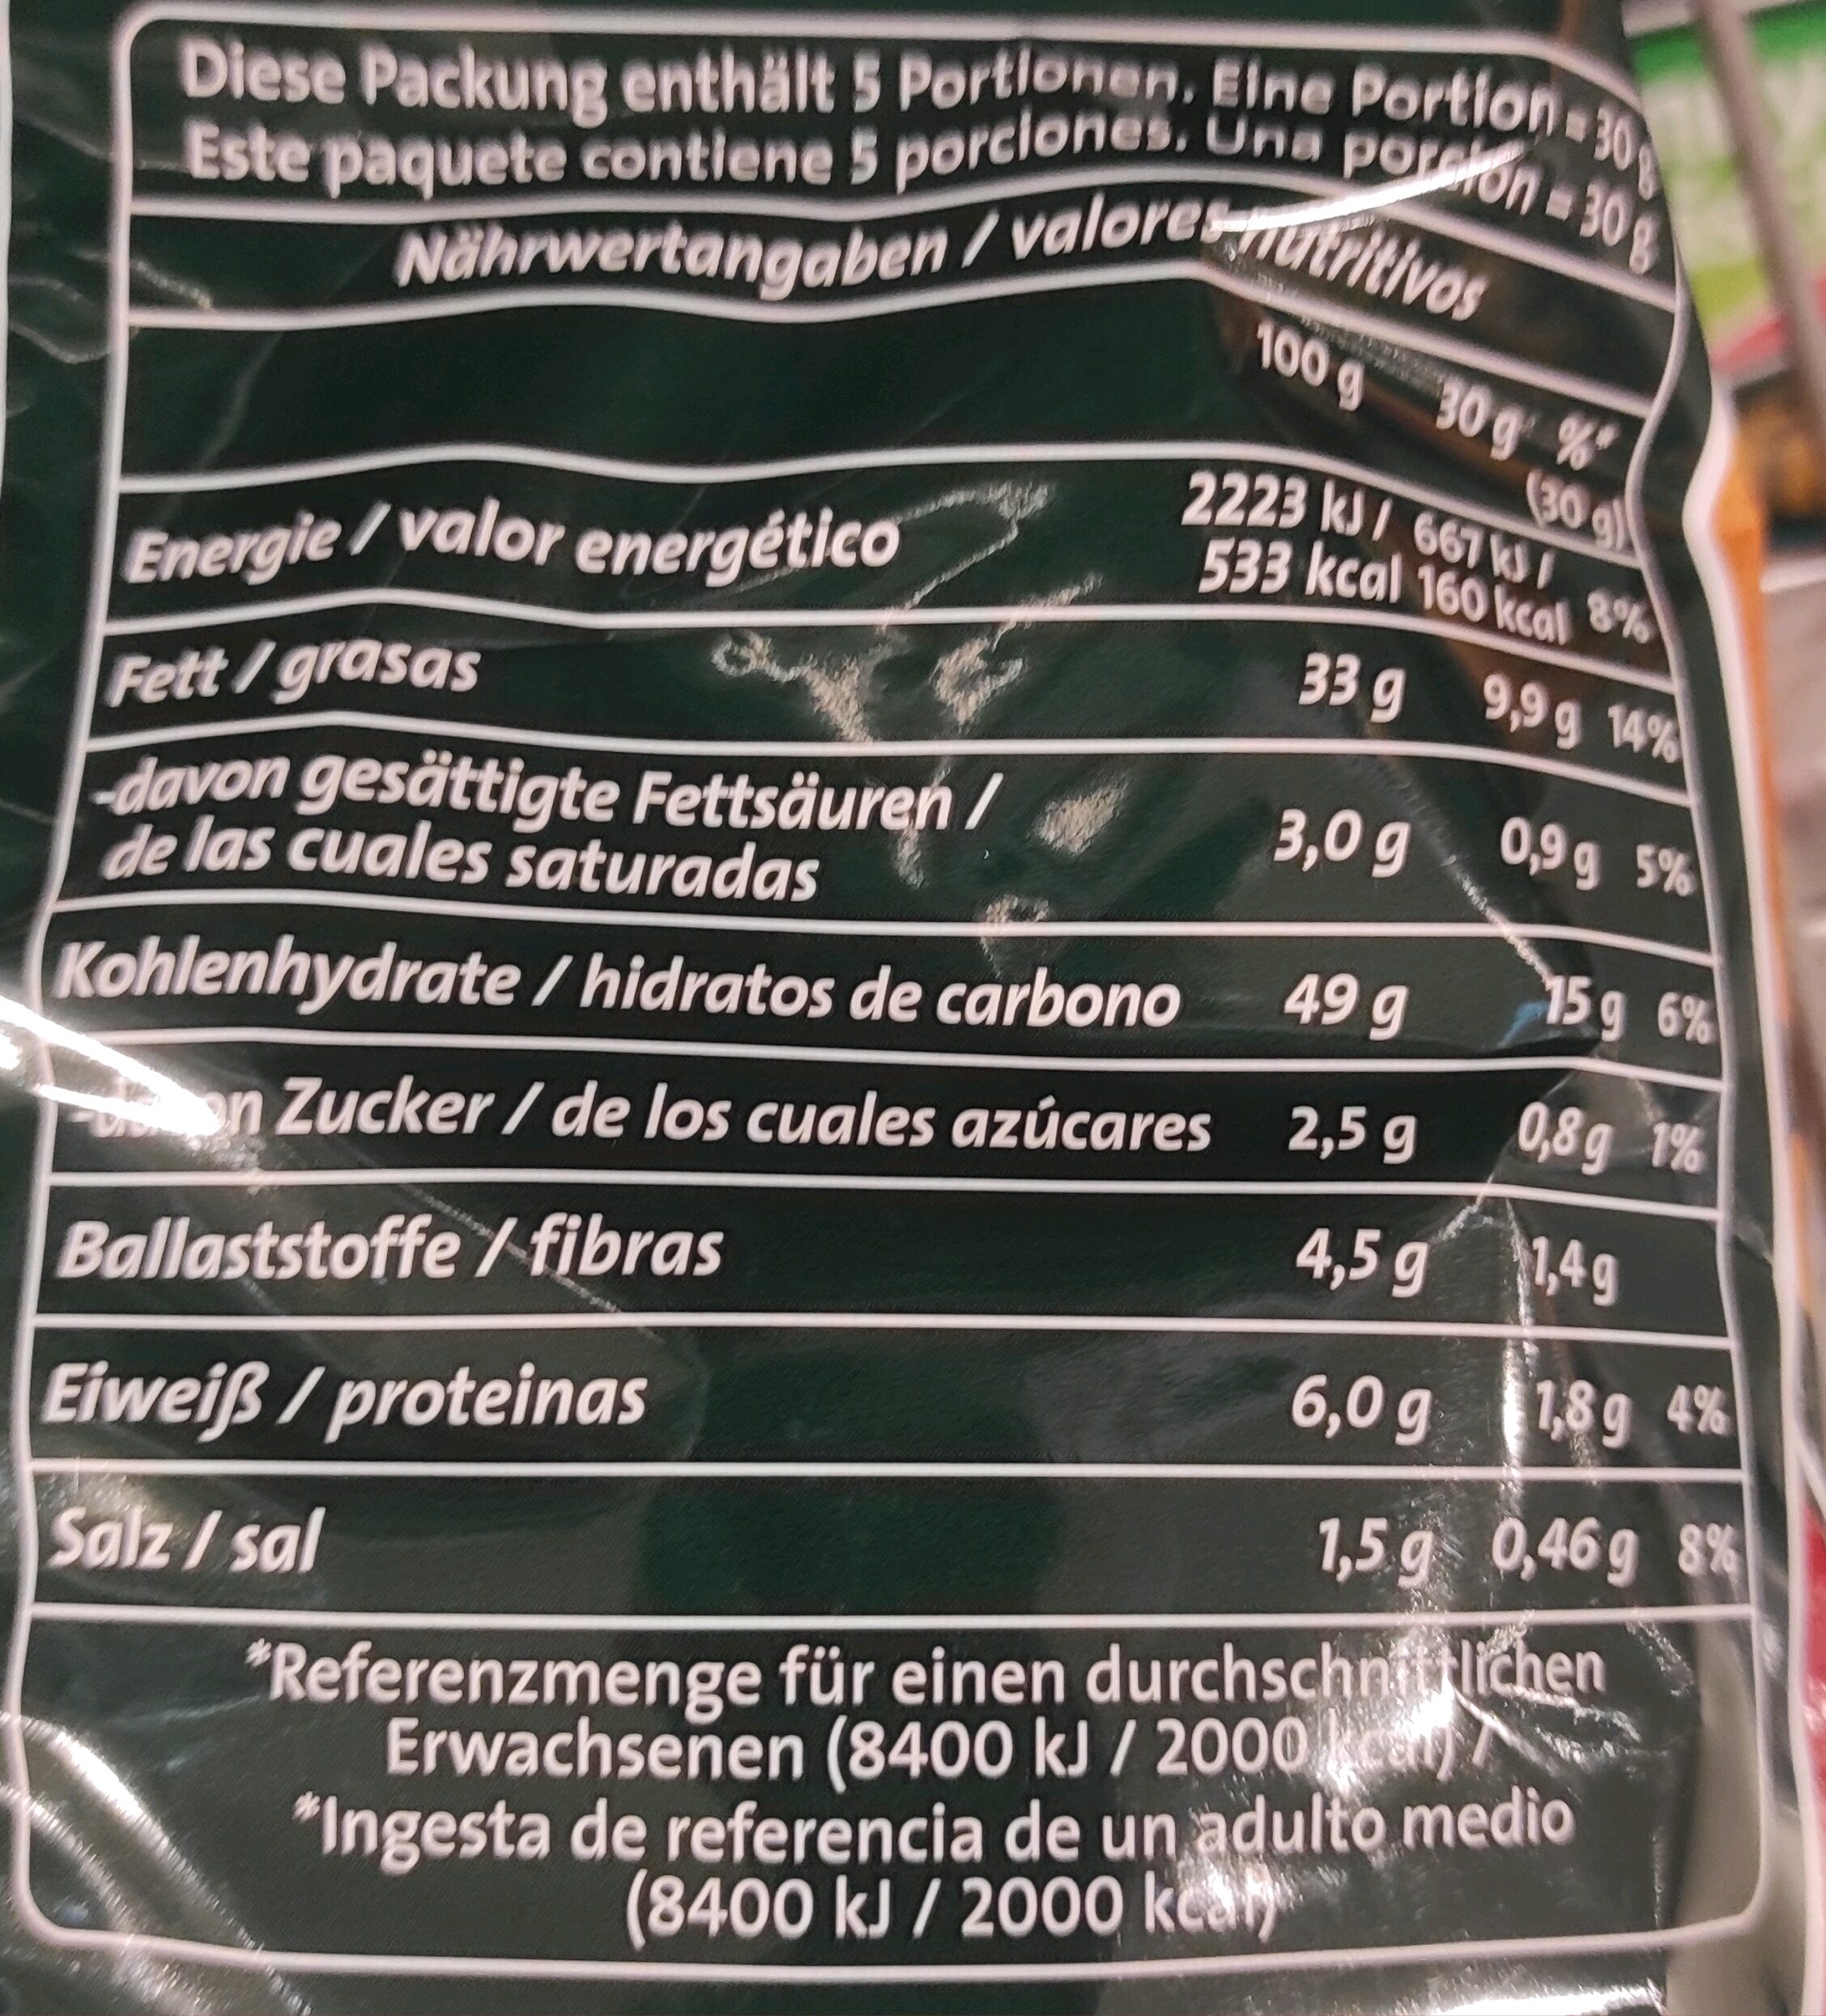 Diese Packung enthält 5 Portionen. Eine Portion = 30 g
Este paquete contiene 5 porciones. Una porción = 30 g
Nährwertangaben / valores nutritivos
100 g 30 g %*
(30 g)
Energie / valor energético 2223 kJ / 667 kJ /
533 kcal 160 kcal 8%
Fett / grasas 33 g 9,9 g 14%
-davon gesättigte Fettsäuren /
de las cuales saturadas 3,0 g 0,9 g 5%
Kohlenhydrate / hidratos de carbono 49 g 15 g 6%
-davon Zucker / de los cuales azúcares 2,5 g 0,8 g 1%
Ballaststoffe / fibras 4,5 g 1,4 g
Eiweiß / proteinas 6,0 g 1,8 g 4%
Salz / sal 1,5 g 0,46 g 8%
*Referenzmenge für einen durchschnittlichen
Erwachsenen (8400 kJ / 2000 kcal) /
*Ingesta de referencia de un adulto medio
(8400 kJ / 2000 kcal)